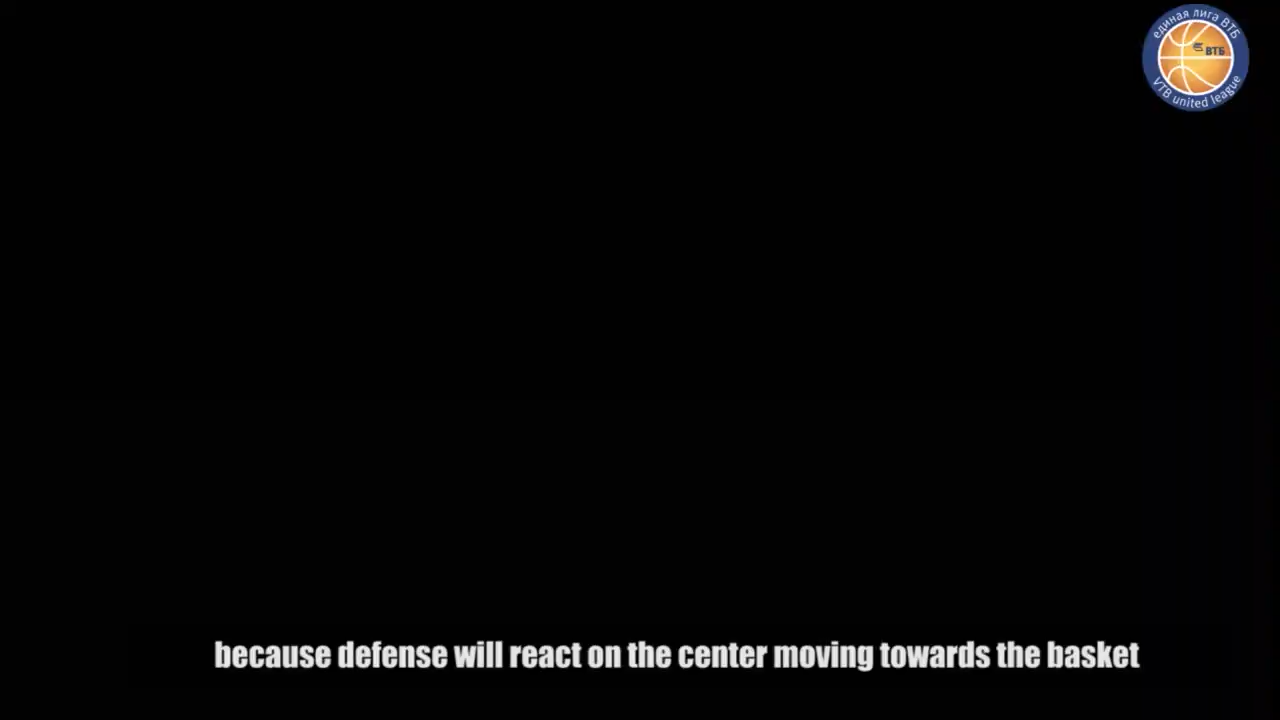 единая лига ВТБ
ВТБ
VTB united league
because defense will react on the center moving towards the basket